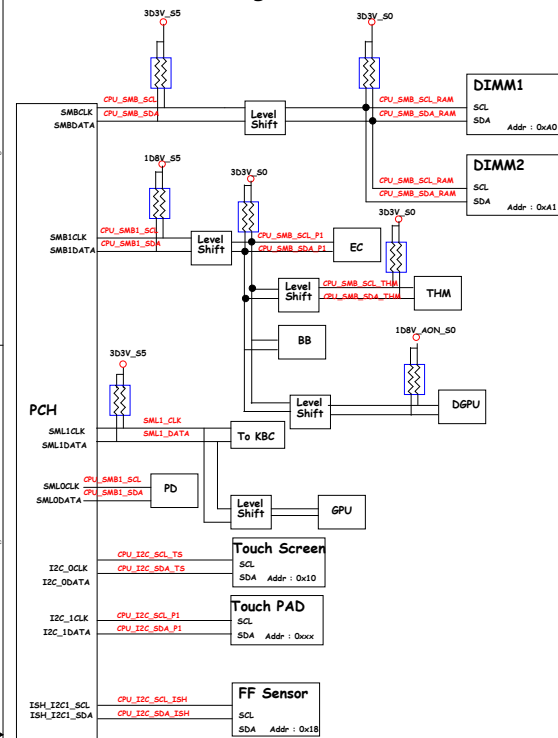 3D3V_S5
3D3V_S0
CPU_SMB_SCL
CPU_SMB_SDA
SMBCLK
SMBDATA
Level
Shift
CPU_SMB_SCL_RAM
CPU_SMB_SDA_RAM
DIMM1
SCL
SDA
Addr : 0xA0
CPU_SMB_SCL_RAM
CPU_SMB_SDA_RAM
DIMM2
SCL
SDA
Addr : 0xA1
1D8V_S5
3D3V_S0
3D3V_S0
CPU_SMB1_SCL
CPU_SMB1_SDA
SMB1CLK
SMB1DATA
Level
Shift
CPU_SMB_SCL_P1
CPU_SMB_SDA_P1
EC
Level
Shift
CPU_SMB_SCL_THM
CPU_SMB_SDA_THM
THM
BB
1D8V_AON_S0
Level
Shift
DGPU
3D3V_S5
PCH
SML1CLK
SML1DATA
SML1_CLK
SML1_DATA
To KBC
SML0CLK
SML0DATA
CPU_SMB1_SCL
CPU_SMB1_SDA
PD
Level
Shift
GPU
I2C_0CLK
I2C_0DATA
CPU_I2C_SCL_TS
CPU_I2C_SDA_TS
Touch Screen
SCL
SDA Addr : 0x10
I2C_1CLK
I2C_1DATA
CPU_I2C_SCL_P1
CPU_I2C_SDA_P1
Touch PAD
SCL
SDA Addr : 0xxx
ISH_I2C1_SCL
ISH_I2C1_SDA
CPU_I2C_SCL_ISH
CPU_I2C_SDA_ISH
FF Sensor
SCL
SDA Addr : 0x18